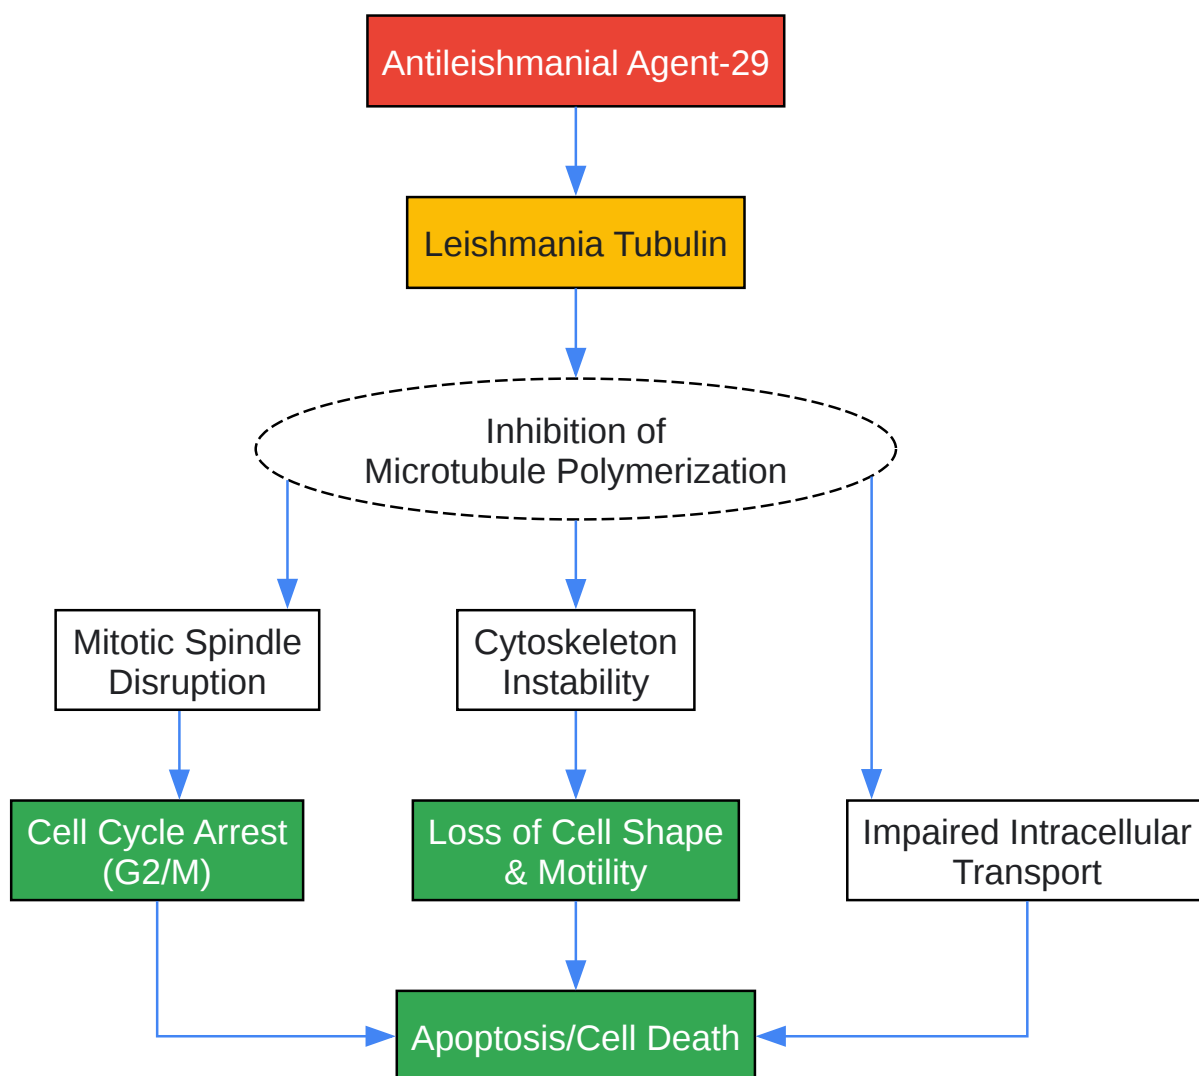 Antileishmanial Agent-29
Leishmania Tubulin
Inhibition of
Microtubule Polymerization
Mitotic Spindle
Disruption
Cytoskeleton
Instability
Cell Cycle Arrest
(G2/M)
Loss of Cell Shape
& Motility
Impaired Intracellular
Transport
Apoptosis/Cell Death